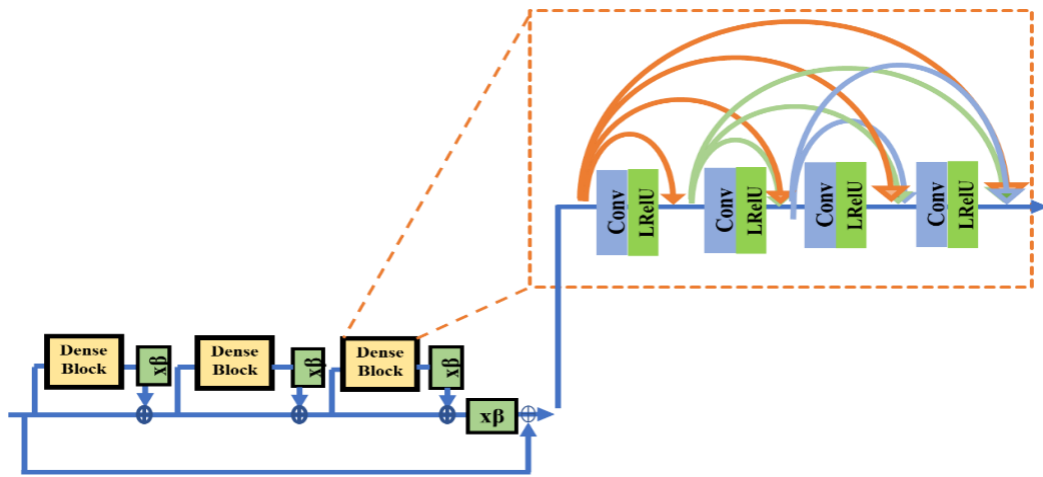 Conv
LRelU
Conv
LRelU
Conv
LRelU
Conv
LRelU
Dense
Block
xβ
Dense
Block
xβ
Dense
Block
xβ
xβ